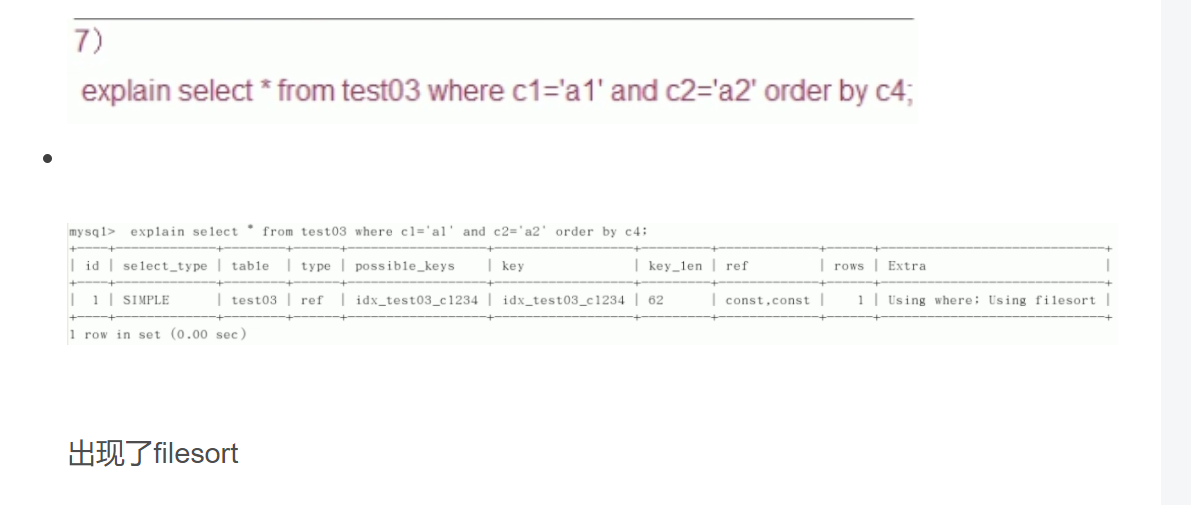 7)
explain select * from test03 where c1='a1' and c2='a2' order by c4;
mysql> explain select * from test03 where c1='a1' and c2='a2' order by c4;
+----+-------------+--------+------+------------------+------------------+---------+-------------+------+-----------------------------+
| id | select_type | table | type | possible_keys | key | key_len | ref | rows | Extra |
+----+-------------+--------+------+------------------+------------------+---------+-------------+------+-----------------------------+
| 1 | SIMPLE | test03 | ref | idx_test03_c1234 | idx_test03_c1234 | 62 | const,const | 1 | Using where; Using filesort |
+----+-------------+--------+------+------------------+------------------+---------+-------------+------+-----------------------------+
1 row in set (0.00 sec)
出现了filesort